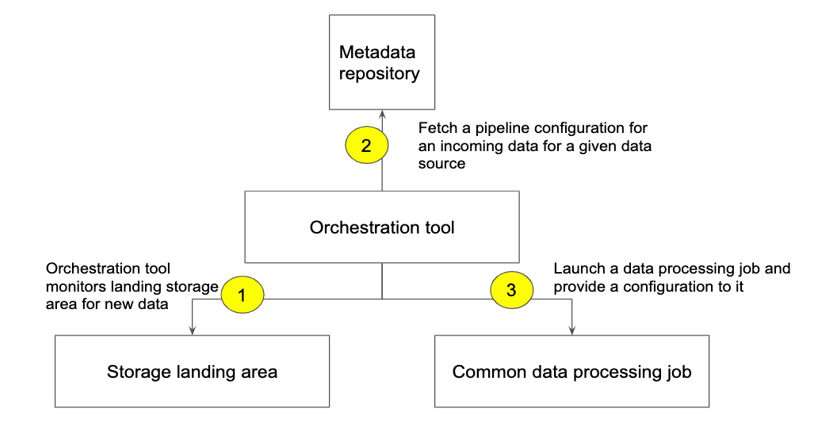 Metadata
repository
2
Fetch a pipeline configuration for
an incoming data for a given data
source
Orchestration tool
Orchestration tool
monitors landing storage
area for new data
1
3
Launch a data processing job and
provide a configuration to it
Storage landing area
Common data processing job